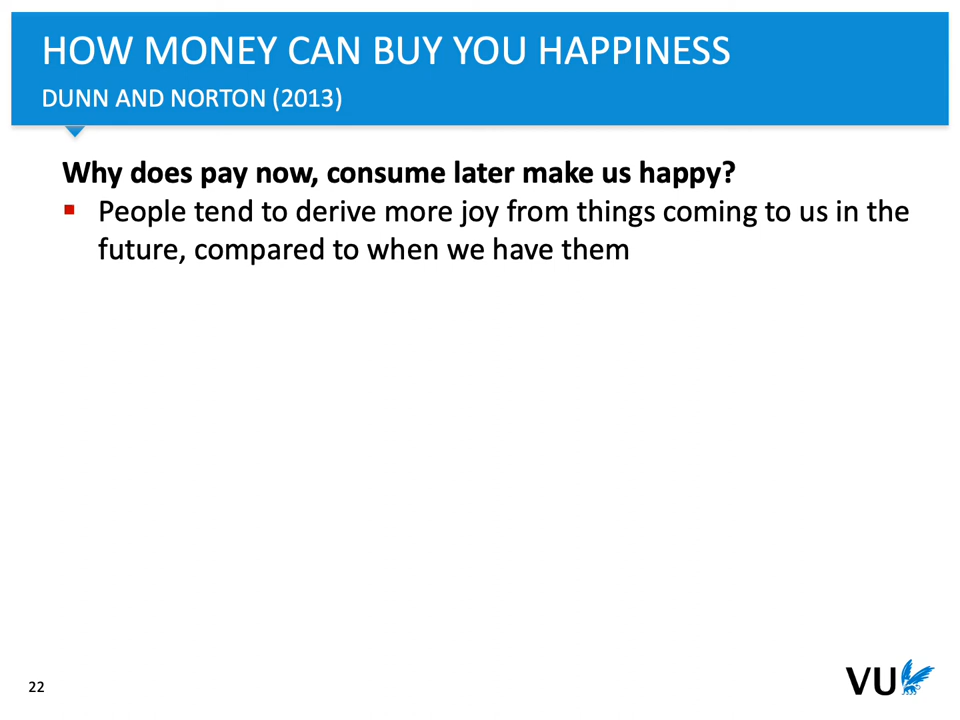 HOW MONEY CAN BUY YOU HAPPINESS
DUNN AND NORTON (2013)
Why does pay now, consume later make us happy?
▪ People tend to derive more joy from things coming to us in the
future, compared to when we have them
22
VU